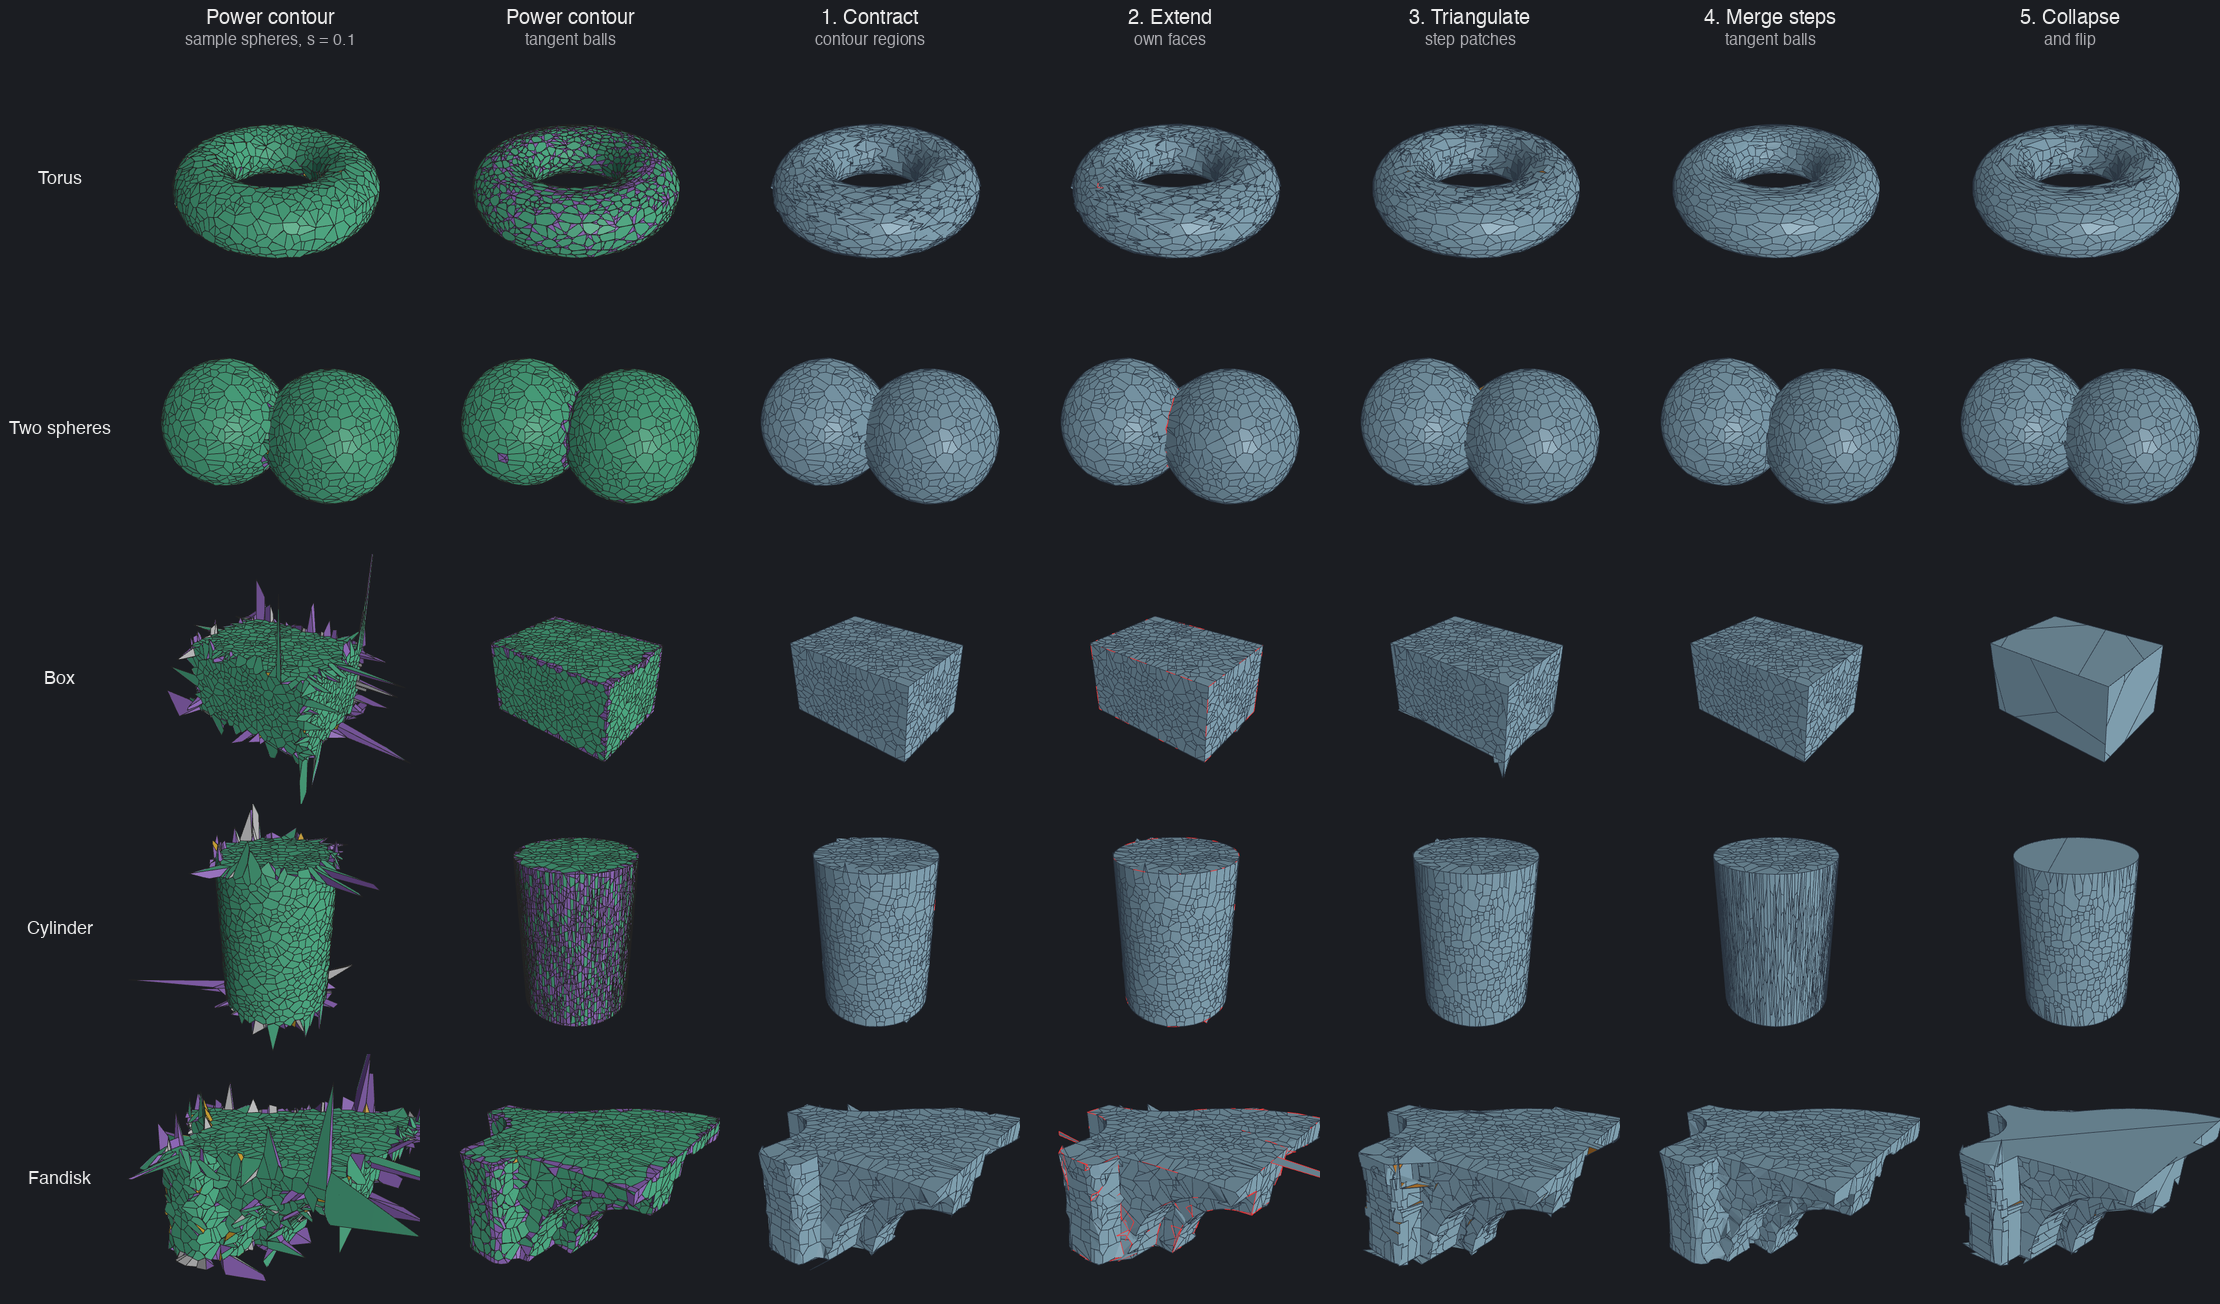 Power contour
sample spheres, s = 0.1
Power contour
tangent balls
1. Contract
contour regions
2. Extend
own faces
3. Triangulate
step patches
4. Merge steps
tangent balls
5. Collapse
and flip
Torus
Two spheres
Box
Cylinder
Fandisk